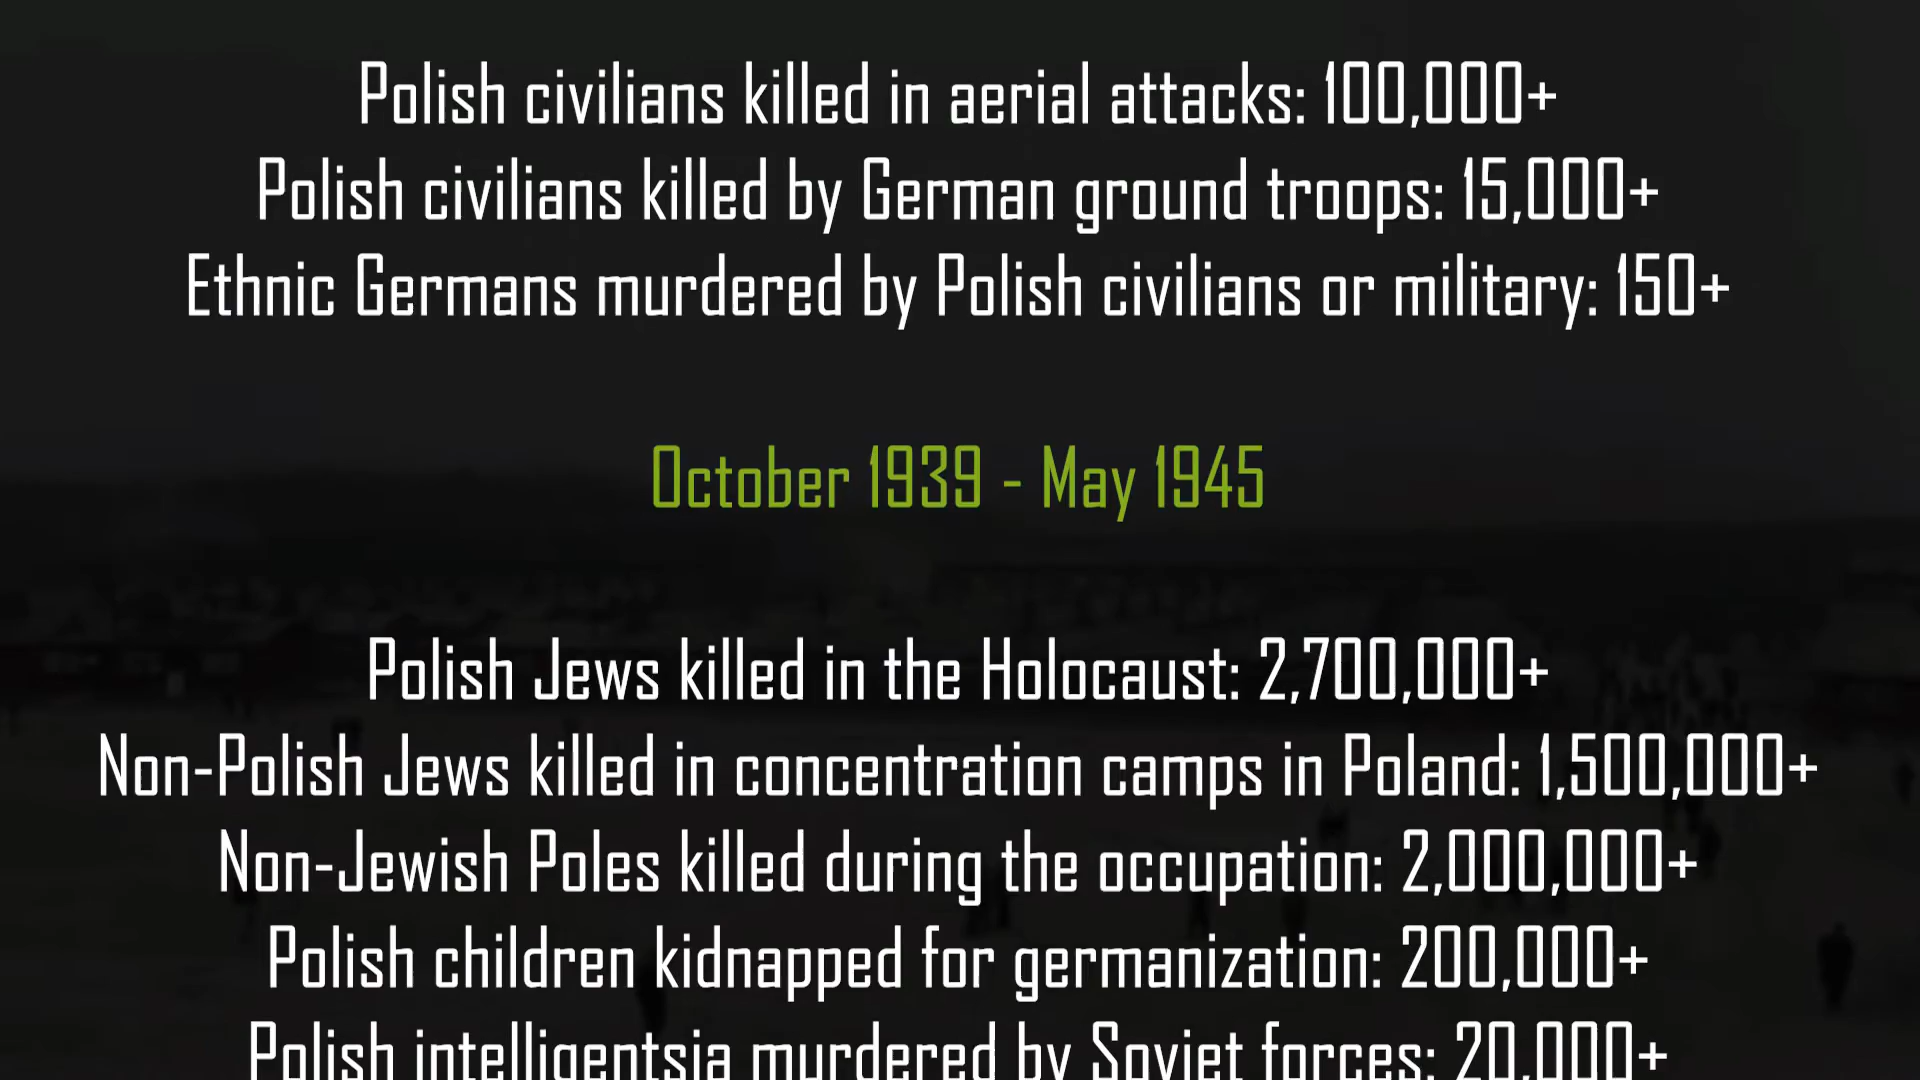 Polish civilians killed in aerial attacks: 100,000+
Polish civilians killed by German ground troops: 15,000+
Ethnic Germans murdered by Polish civilians or military: 150+
October 1939 - May 1945
Polish Jews killed in the Holocaust: 2,700,000+
Non-Polish Jews killed in concentration camps in Poland: 1,500,000+
Non-Jewish Poles killed during the occupation: 2,000,000+
Polish children kidnapped for germanization: 200,000+
Polish intelligentsia murdered by Soviet forces: 20,000+